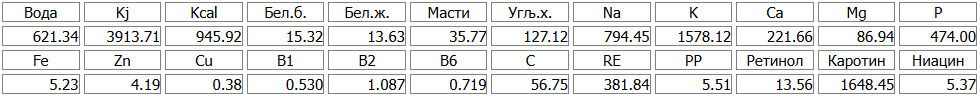 Вода Kj Kcal Бел.б. Бел.ж. Масти Угљ.х. Na K Ca Mg P
621.34 3913.71 945.92 15.32 13.63 35.77 127.12 794.45 1578.12 221.66 86.94 474.00
Fe Zn Cu B1 B2 B6 C RE PP Ретинол Каротин Ниацин
5.23 4.19 0.38 0.530 1.087 0.719 56.75 381.84 5.51 13.56 1648.45 5.37